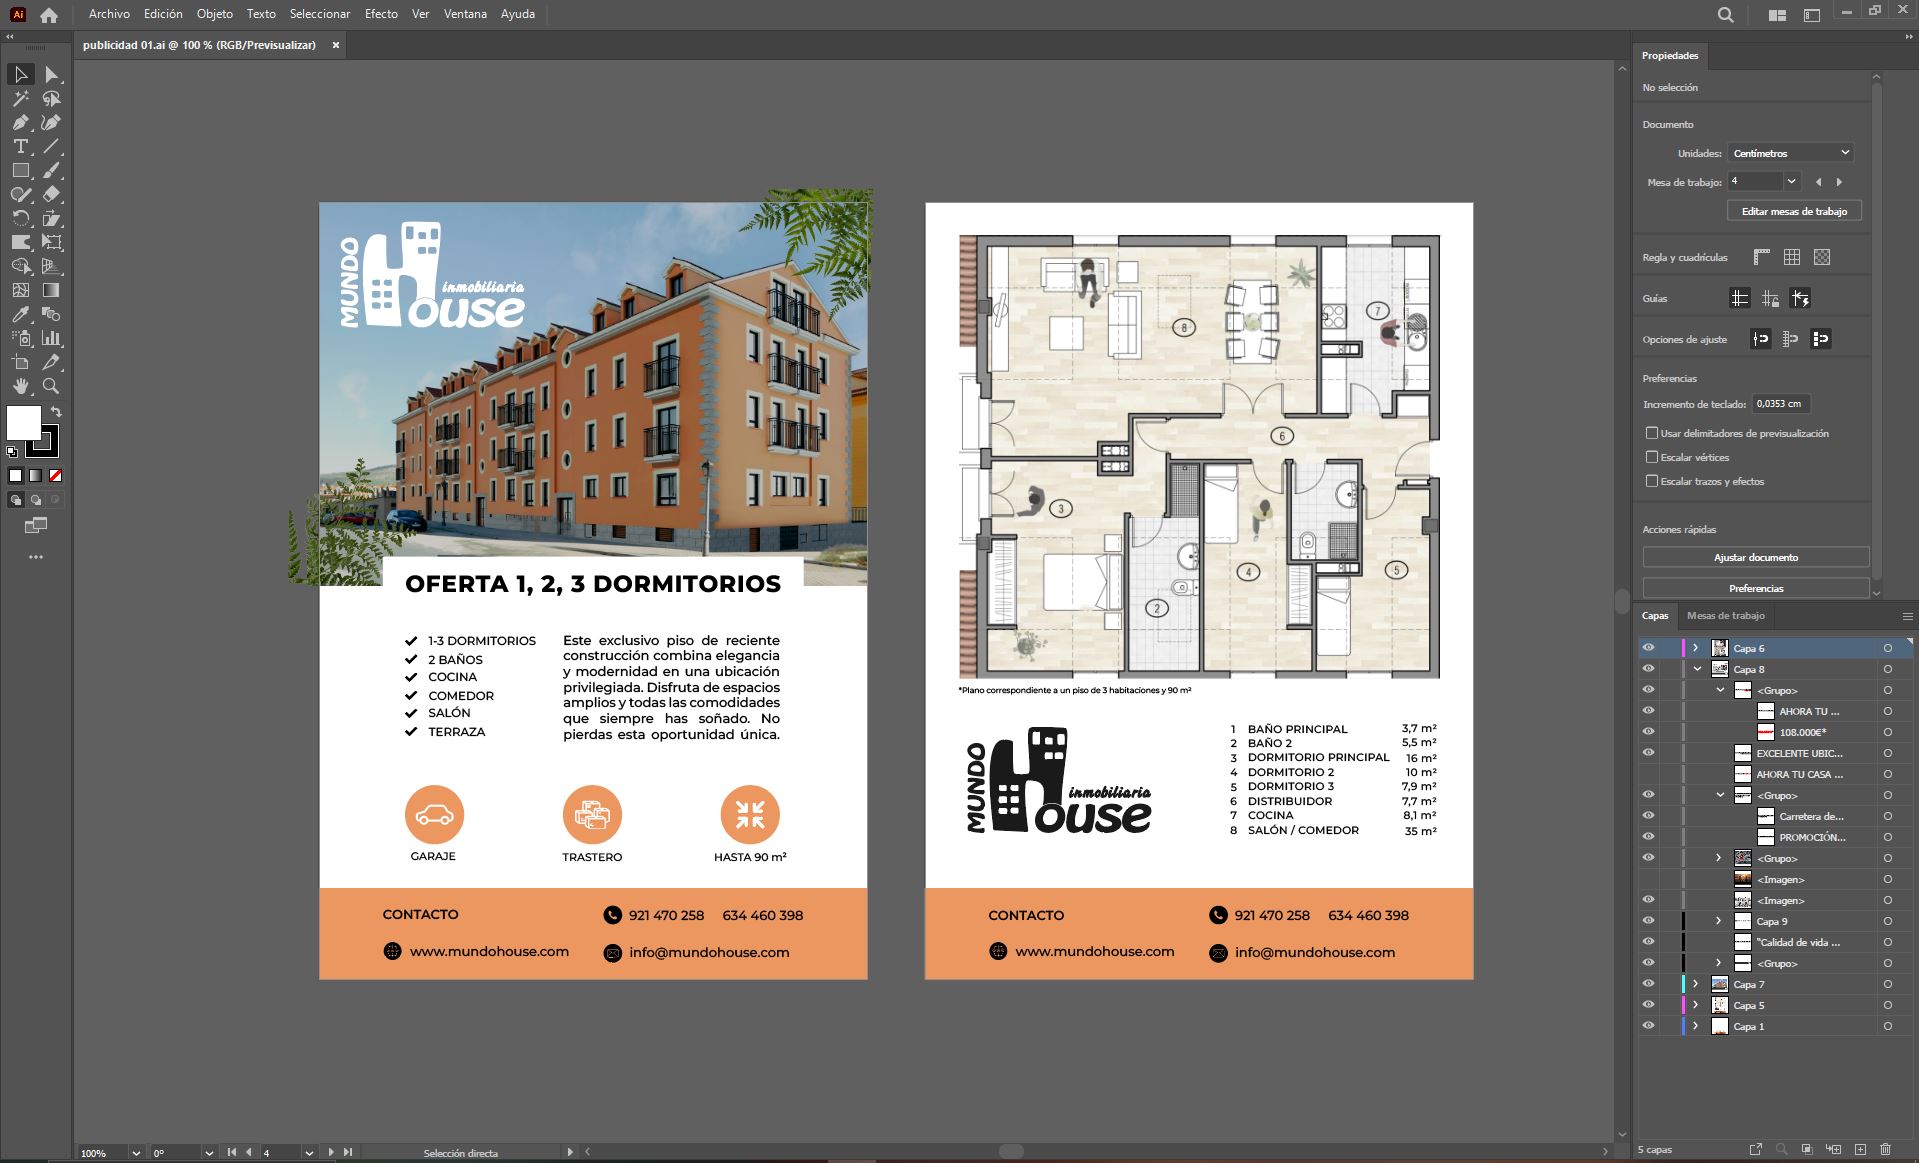 Ai Archivo Edición Objeto Texto Seleccionar Efecto Ver Ventana Ayuda
publicidad 01.ai @ 100 % (RGB/Previsualizar) ×
MUNDO
House
inmobiliaria
OFERTA 1, 2, 3 DORMITORIOS
1-3 DORMITORIOS
2 BAÑOS
COCINA
COMEDOR
SALÓN
TERRAZA
Este exclusivo piso de reciente
construcción combina elegancia
y modernidad en una ubicación
privilegiada. Disfruta de espacios
amplios y todas las comodidades
que siempre has soñado. No
pierdas esta oportunidad única.
GARAJE
TRASTERO
HASTA 90 m²
CONTACTO
921 470 258 634 460 398
www.mundohouse.com
info@mundohouse.com
8
7
6
3
4
5
2
*Plano correspondiente a un piso de 3 habitaciones y 90 m²
MUNDO
House
inmobiliaria
1 BAÑO PRINCIPAL 3,7 m²
2 BAÑO 2 5,5 m²
3 DORMITORIO PRINCIPAL 16 m²
4 DORMITORIO 2 10 m²
5 DORMITORIO 3 7,9 m²
6 DISTRIBUIDOR 7,7 m²
7 COCINA 8,1 m²
8 SALÓN / COMEDOR 35 m²
CONTACTO
921 470 258 634 460 398
www.mundohouse.com
info@mundohouse.com
Propiedades
No selección
Documento
Unidades: Centímetros
Mesa de trabajo: 4
Editar mesas de trabajo
Regla y cuadrículas
Guías
Opciones de ajuste
Preferencias
Incremento de teclado: 0,0353 cm
Usar delimitadores de previsualización
Escalar vértices
Escalar trazos y efectos
Acciones rápidas
Ajustar documento
Preferencias
Capas Mesas de trabajo
Capa 6
Capa 8
<Grupo>
AHORA TU ...
108.000€*
EXCELENTE UBIC...
AHORA TU CASA ...
<Grupo>
Carretera de...
PROMOCIÓN...
<Grupo>
<Imagen>
<Imagen>
Capa 9
"Calidad de vida ...
<Grupo>
Capa 7
Capa 5
Capa 1
5 capas
100% 0° 4 Selección directa